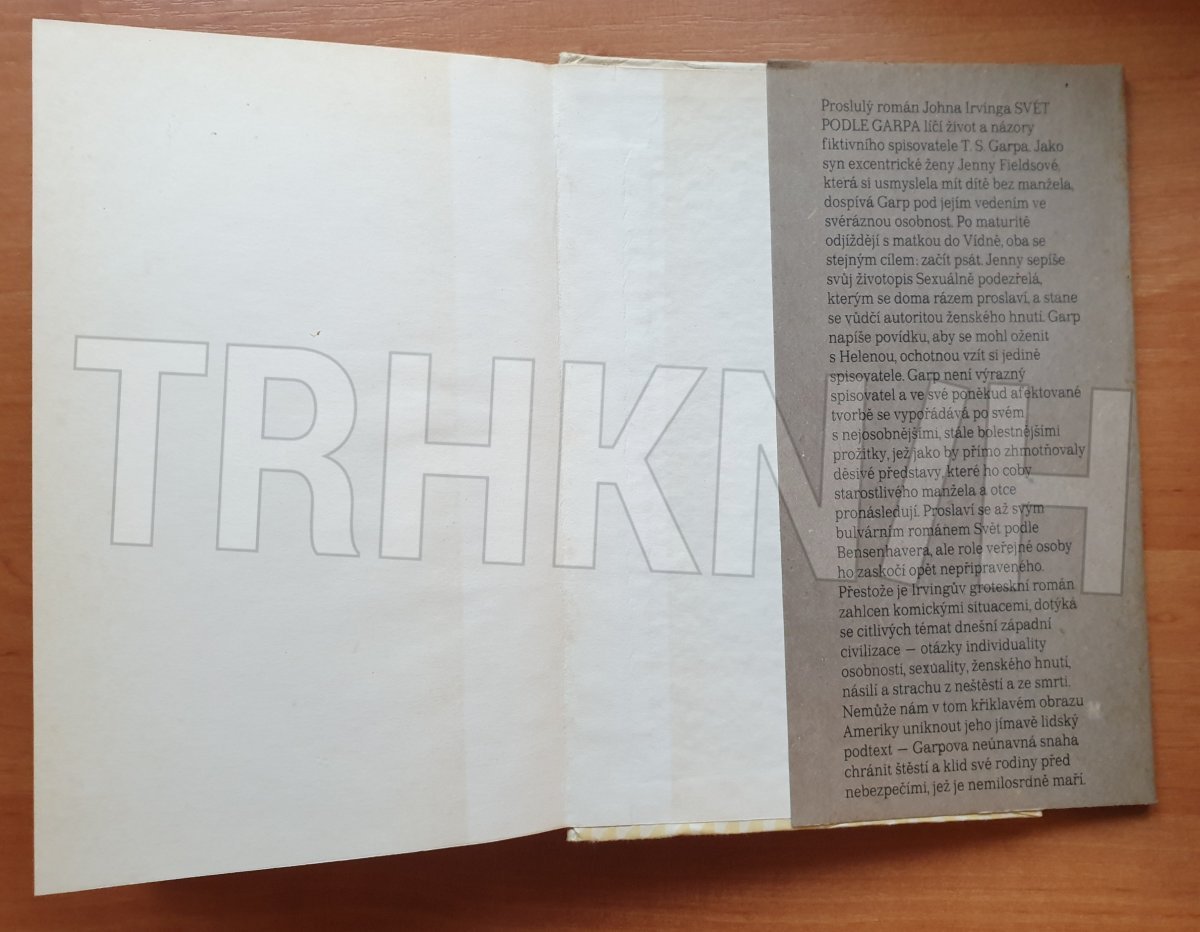 Proslulý román Johna Irvinga SVĚT
PODLE GARPA líčí život a názory
fiktivního spisovatele T. S. Garpa. Jako
syn excentrické ženy Jenny Fieldsové,
která si usmyslela mít dítě bez manžela,
dospívá Garp pod jejím vedením ve
svéráznou osobnost. Po maturitě
odjíždějí s matkou do Vídně, oba se
stejným cílem: začít psát. Jenny sepíše
svůj životopis Sexuálně podezřelá,
kterým se doma rázem proslaví, a stane
se vůdčí autoritou ženského hnutí. Garp
napíše povídku, aby se mohl oženit
s Helenou, ochotnou vzít si jedině
spisovatele. Garp není výrazný
spisovatel a ve své poněkud afektované
tvorbě se vypořádává po svém
s nejosobnějšími, stále bolestnějšími
prožitky, jež jako by přímo zhmotňovaly
děsivé představy, které ho coby
starostlivého manžela a otce
pronásledují. Proslaví se až svým
bulvárním románem Svět podle
Bensenhavera, ale role veřejné osoby
ho zaskočí opět nepřipraveného.
Přestože je Irvingův groteskní román
zahlcen komickými situacemi, dotýká
se citlivých témat dnešní západní
civilizace — otázky individuality
osobnosti, sexuality, ženského hnutí,
násilí a strachu z neštěstí a ze smrti.
Nemůže nám v tom křiklavém obrazu
Ameriky uniknout jeho jímavě lidský
podtext — Garpova neúnavná snaha
chránit štěstí a klid své rodiny před
nebezpečími, jež je nemilosrdně maří.
TRHKNIH